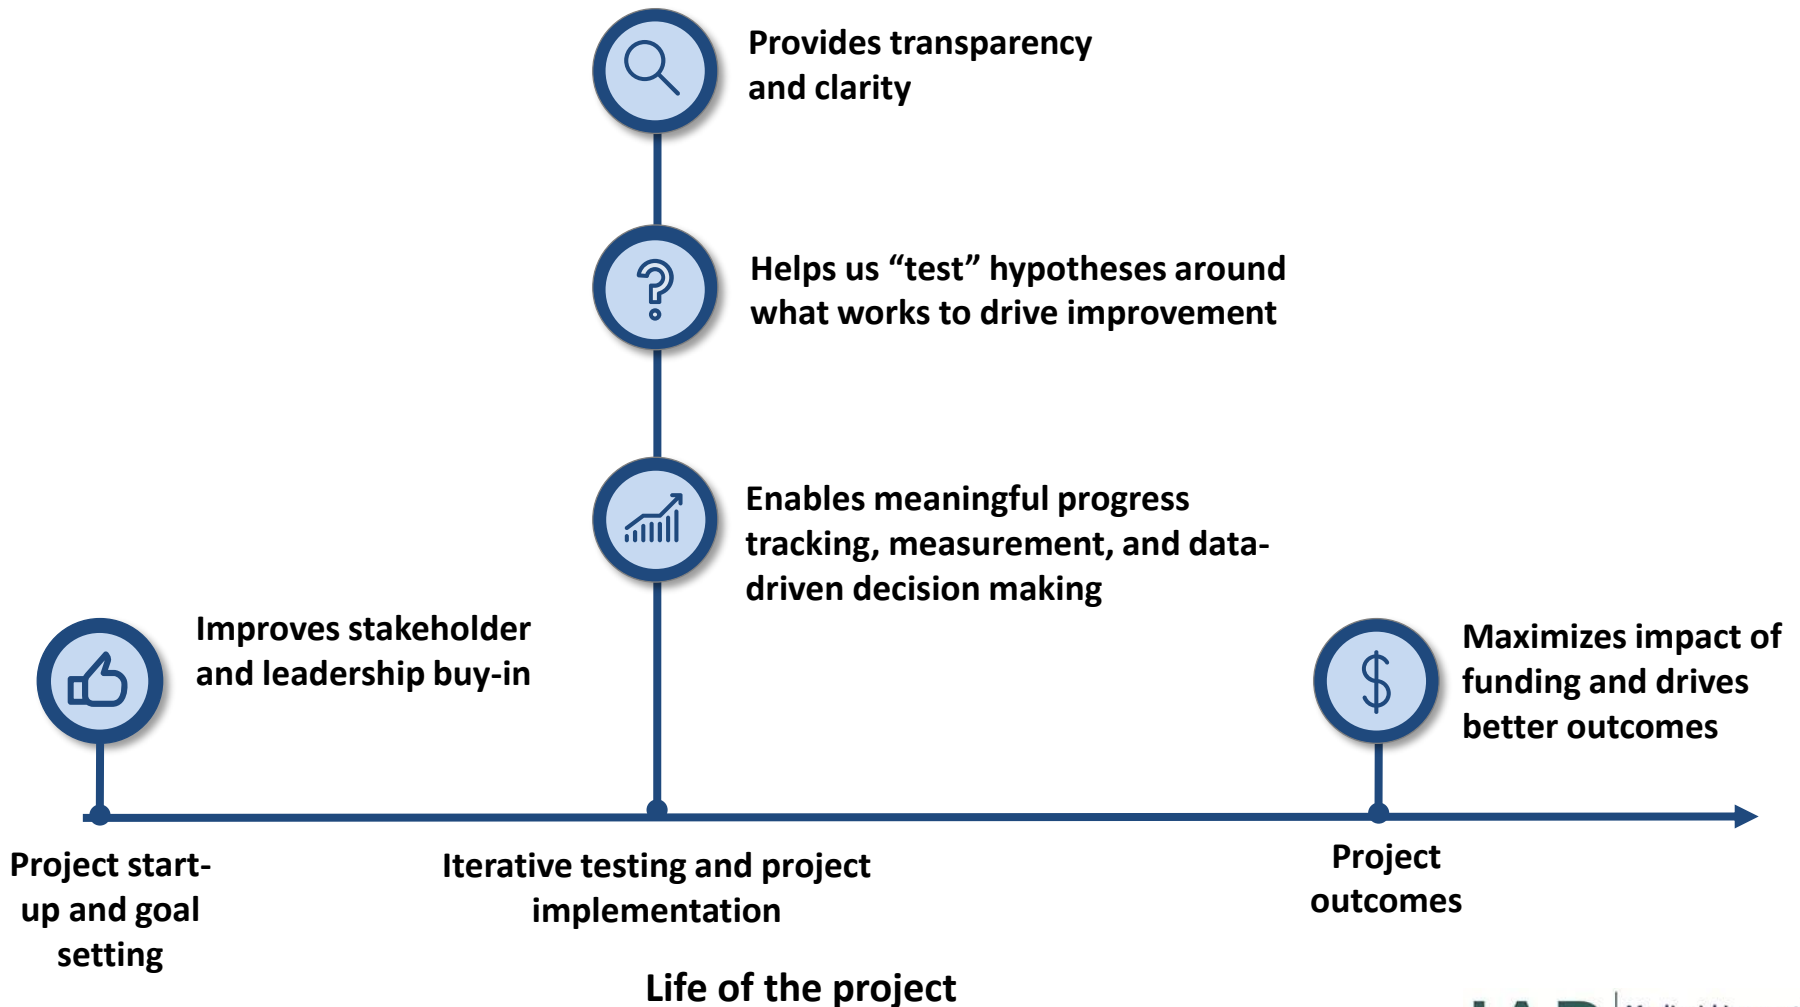 Provides transparency
and clarity
Helps us “test” hypotheses around
what works to drive improvement
Enables meaningful progress
tracking, measurement, and data-
driven decision making
Improves stakeholder
and leadership buy-in
Maximizes impact of
funding and drives
better outcomes
Project start-
up and goal
setting
Iterative testing and project
implementation
Project
outcomes
Life of the project